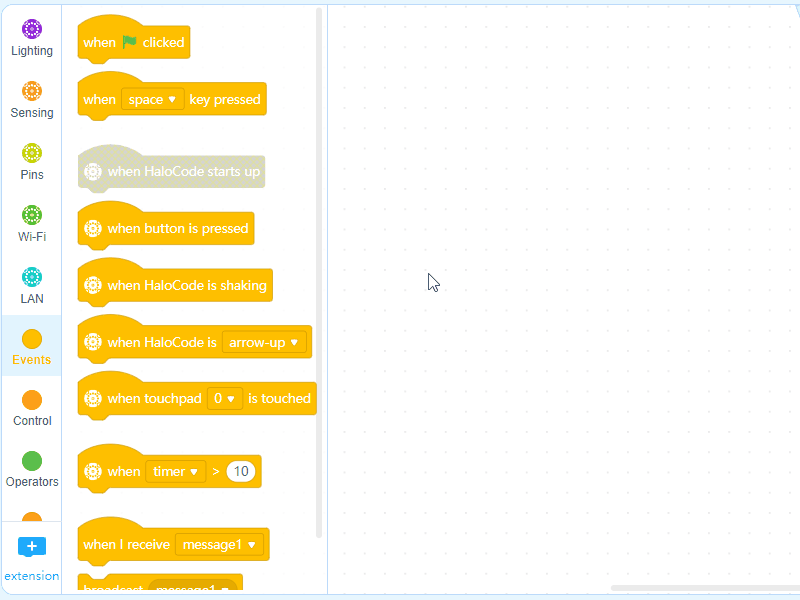 Lighting
Sensing
Pins
Wi-Fi
LAN
Events
Control
Operators
extension
when clicked
when space key pressed
when HaloCode starts up
when button is pressed
when HaloCode is shaking
when HaloCode is arrow-up
when touchpad 0 is touched
when timer > 10
when I receive message1
broadcast message1